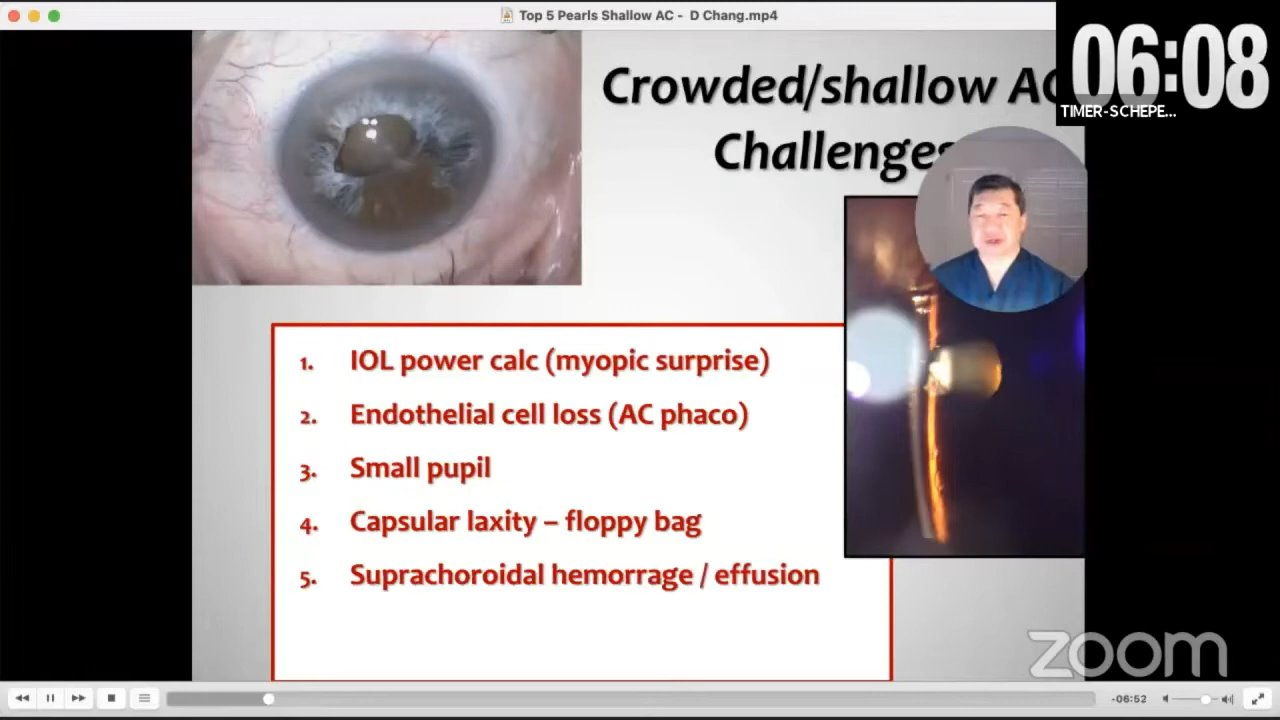 Top 5 Pearls Shallow AC - D Chang.mp4
06:08
TIMER-SCHEPE...
Crowded/shallow AC
Challenges
1. IOL power calc (myopic surprise)
2. Endothelial cell loss (AC phaco)
3. Small pupil
4. Capsular laxity – floppy bag
5. Suprachoroidal hemorrhage / effusion
zoom
-06:52